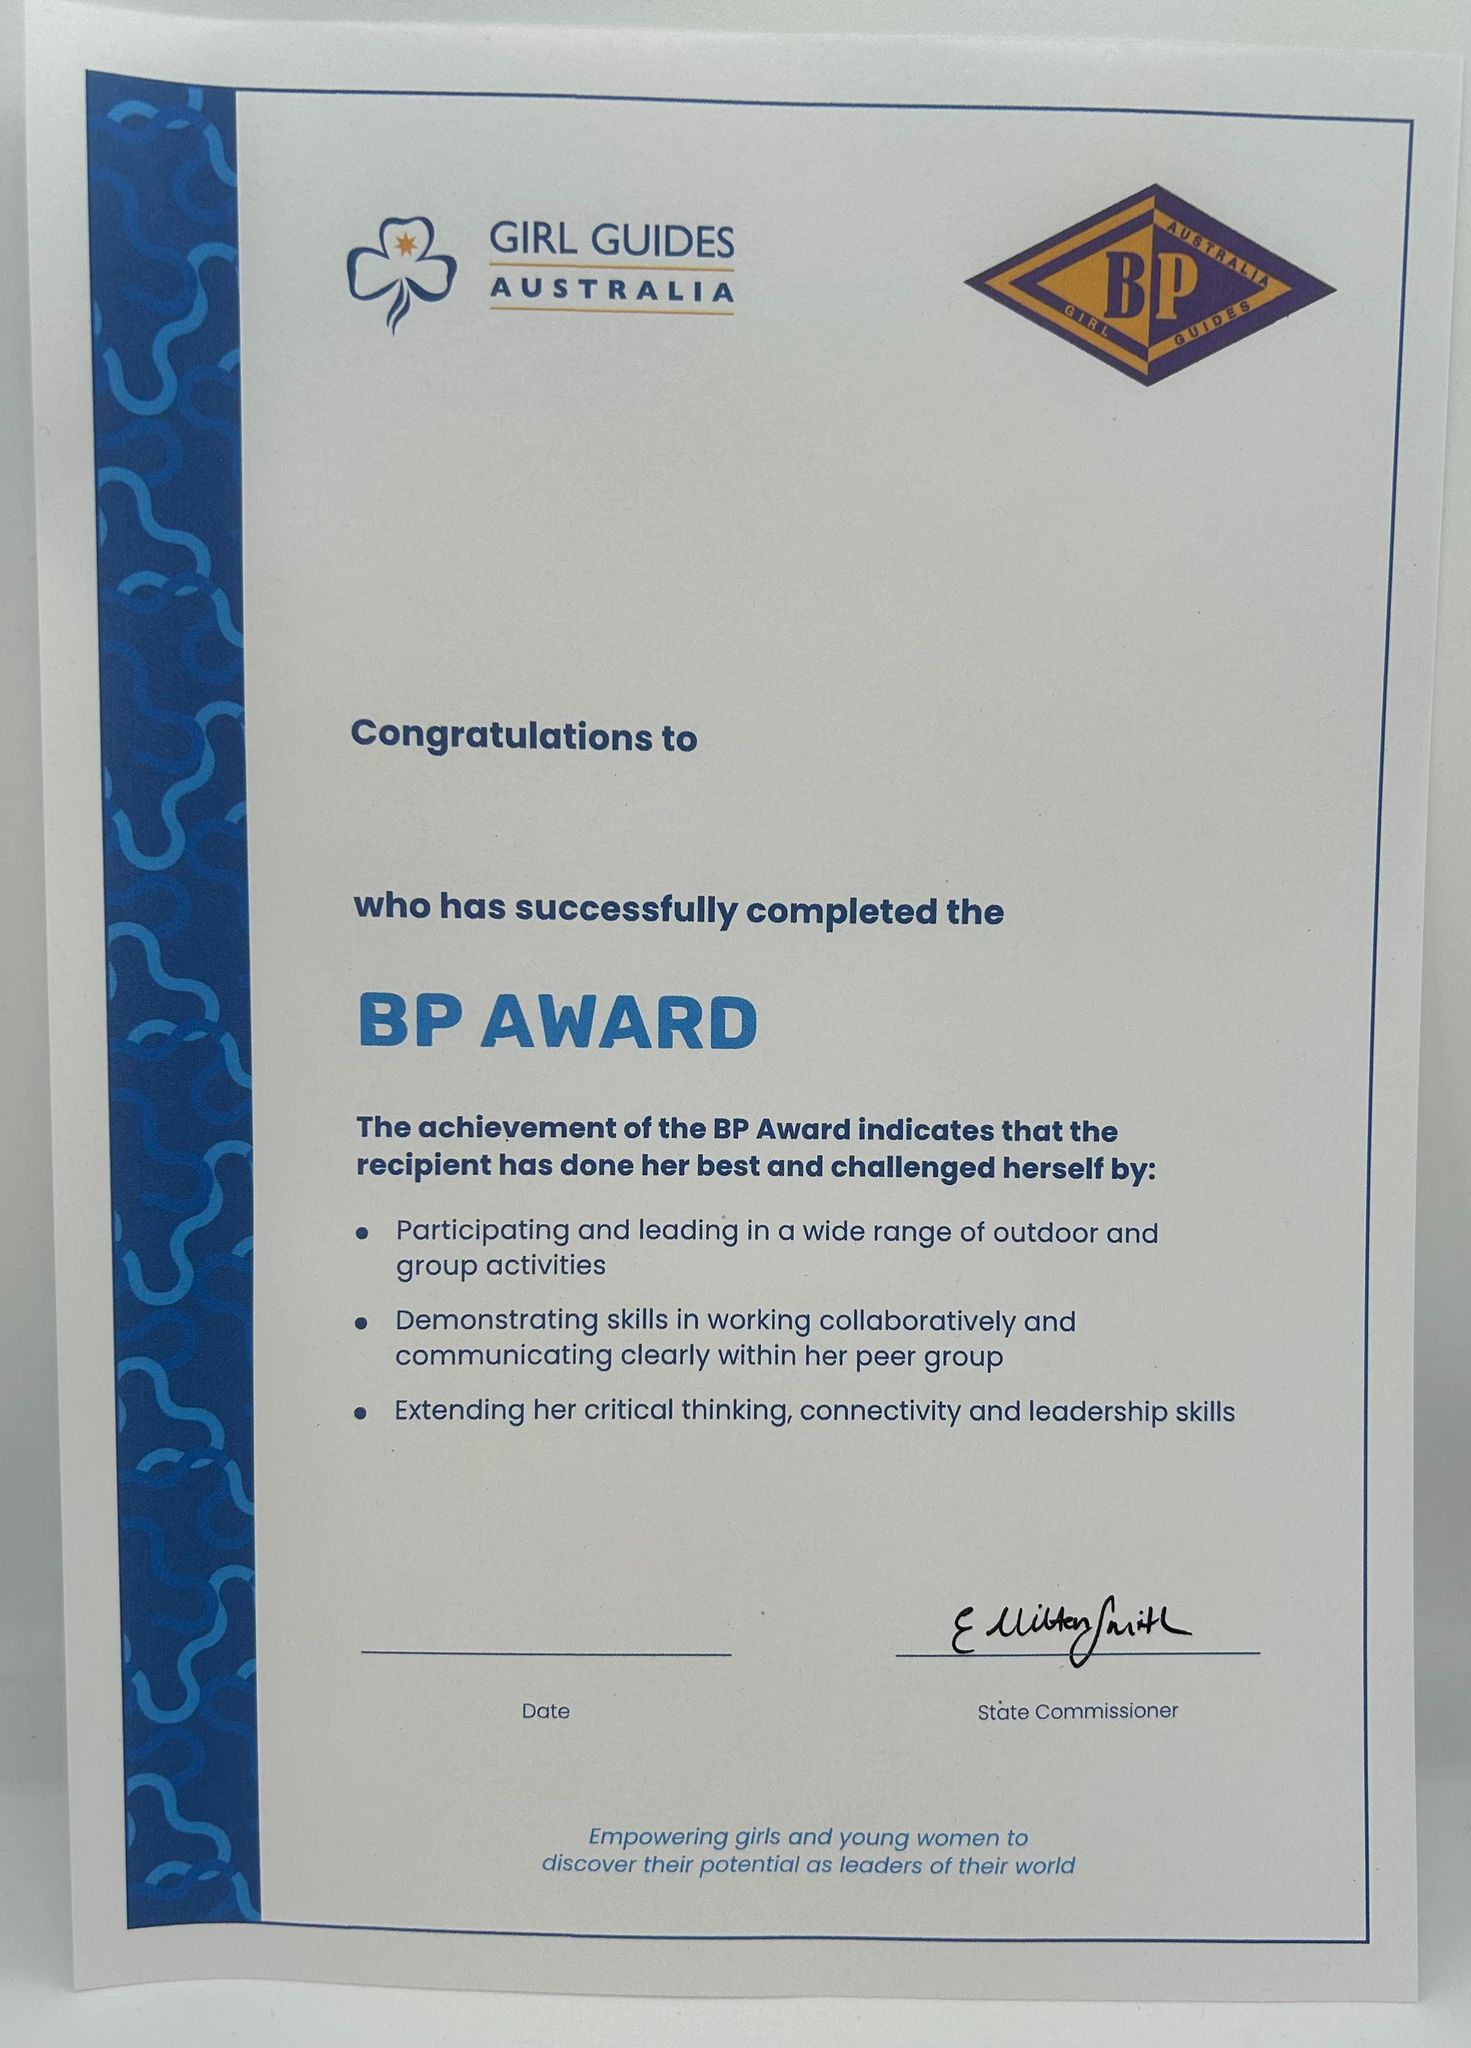 GIRL GUIDES
AUSTRALIA
AUSTRALIA
BP
GIRL GUIDES
Congratulations to
who has successfully completed the
BP AWARD
The achievement of the BP Award indicates that the
recipient has done her best and challenged herself by:
• Participating and leading in a wide range of outdoor and
group activities
• Demonstrating skills in working collaboratively and
communicating clearly within her peer group
• Extending her critical thinking, connectivity and leadership skills
E Milton Smith
Date
State Commissioner
Empowering girls and young women to
discover their potential as leaders of their world